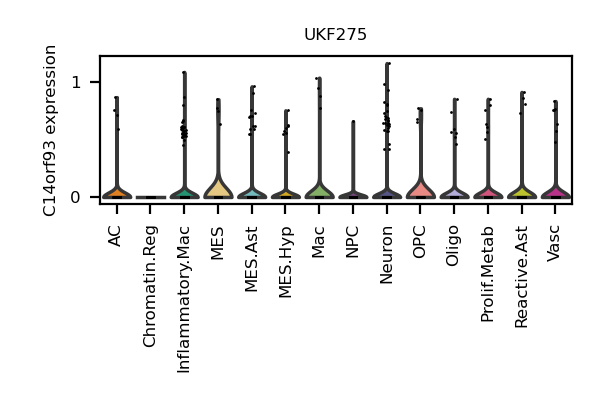 UKF275
C14orf93 expression
1
0
AC
Chromatin.Reg
Inflammatory.Mac
MES
MES.Ast
MES.Hyp
Mac
NPC
Neuron
OPC
Oligo
Prolif.Metab
Reactive.Ast
Vasc